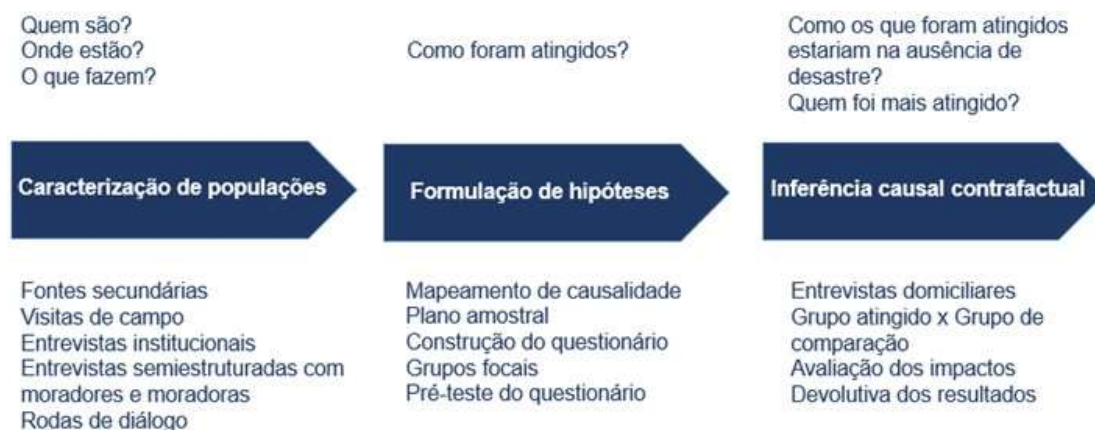 Quem são?
Onde estão?
O que fazem?
Como foram atingidos?
Como os que foram atingidos
estariam na ausência de
desastre?
Quem foi mais atingido?
Caracterização de populações
Formulação de hipóteses
Inferência causal contrafactual
Fontes secundárias
Visitas de campo
Entrevistas institucionais
Entrevistas semiestruturadas com
moradores e moradoras
Rodas de diálogo
Mapeamento de causalidade
Plano amostral
Construção do questionário
Grupos focais
Pré-teste do questionário
Entrevistas domiciliares
Grupo atingido x Grupo de
comparação
Avaliação dos impactos
Devolutiva dos resultados